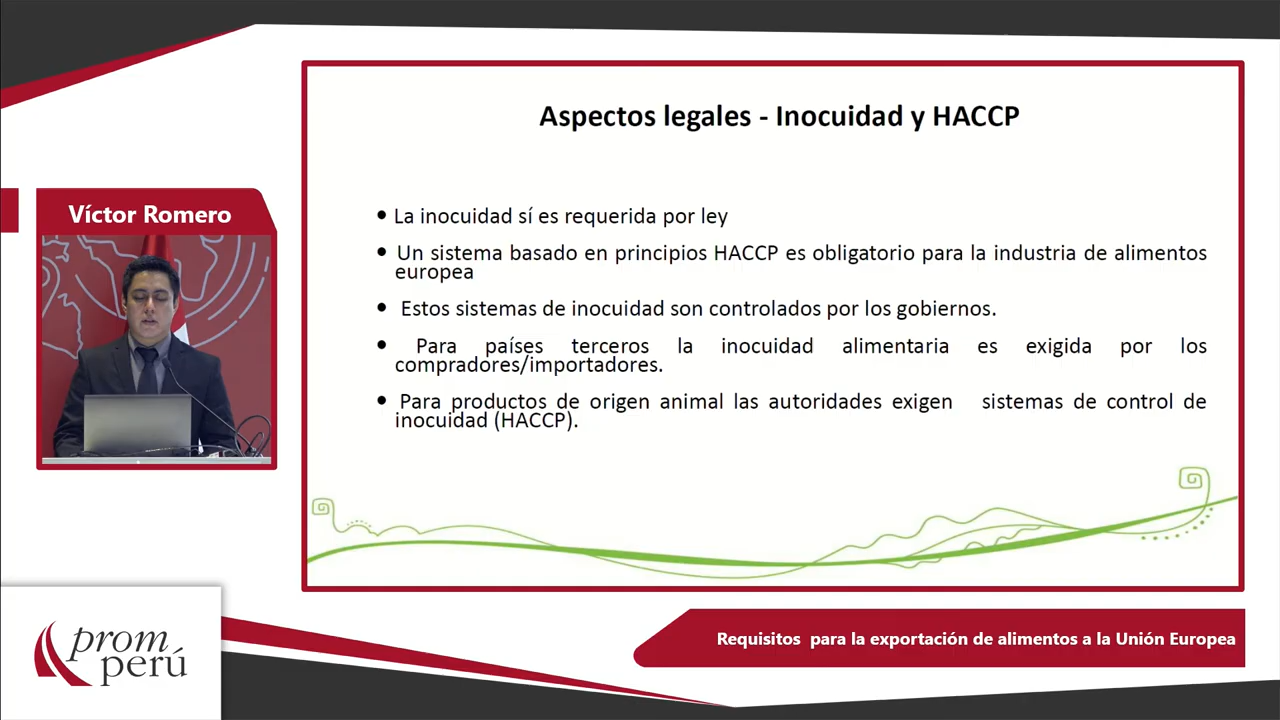 Aspectos legales - Inocuidad y HACCP
Víctor Romero
• La inocuidad sí es requerida por ley
• Un sistema basado en principios HACCP es obligatorio para la industria de alimentos
europea
• Estos sistemas de inocuidad son controlados por los gobiernos.
• Para países terceros la inocuidad alimentaria es exigida por los
compradores/importadores.
• Para productos de origen animal las autoridades exigen sistemas de control de
inocuidad (HACCP).
prom
perú
Requisitos para la exportación de alimentos a la Unión Europea